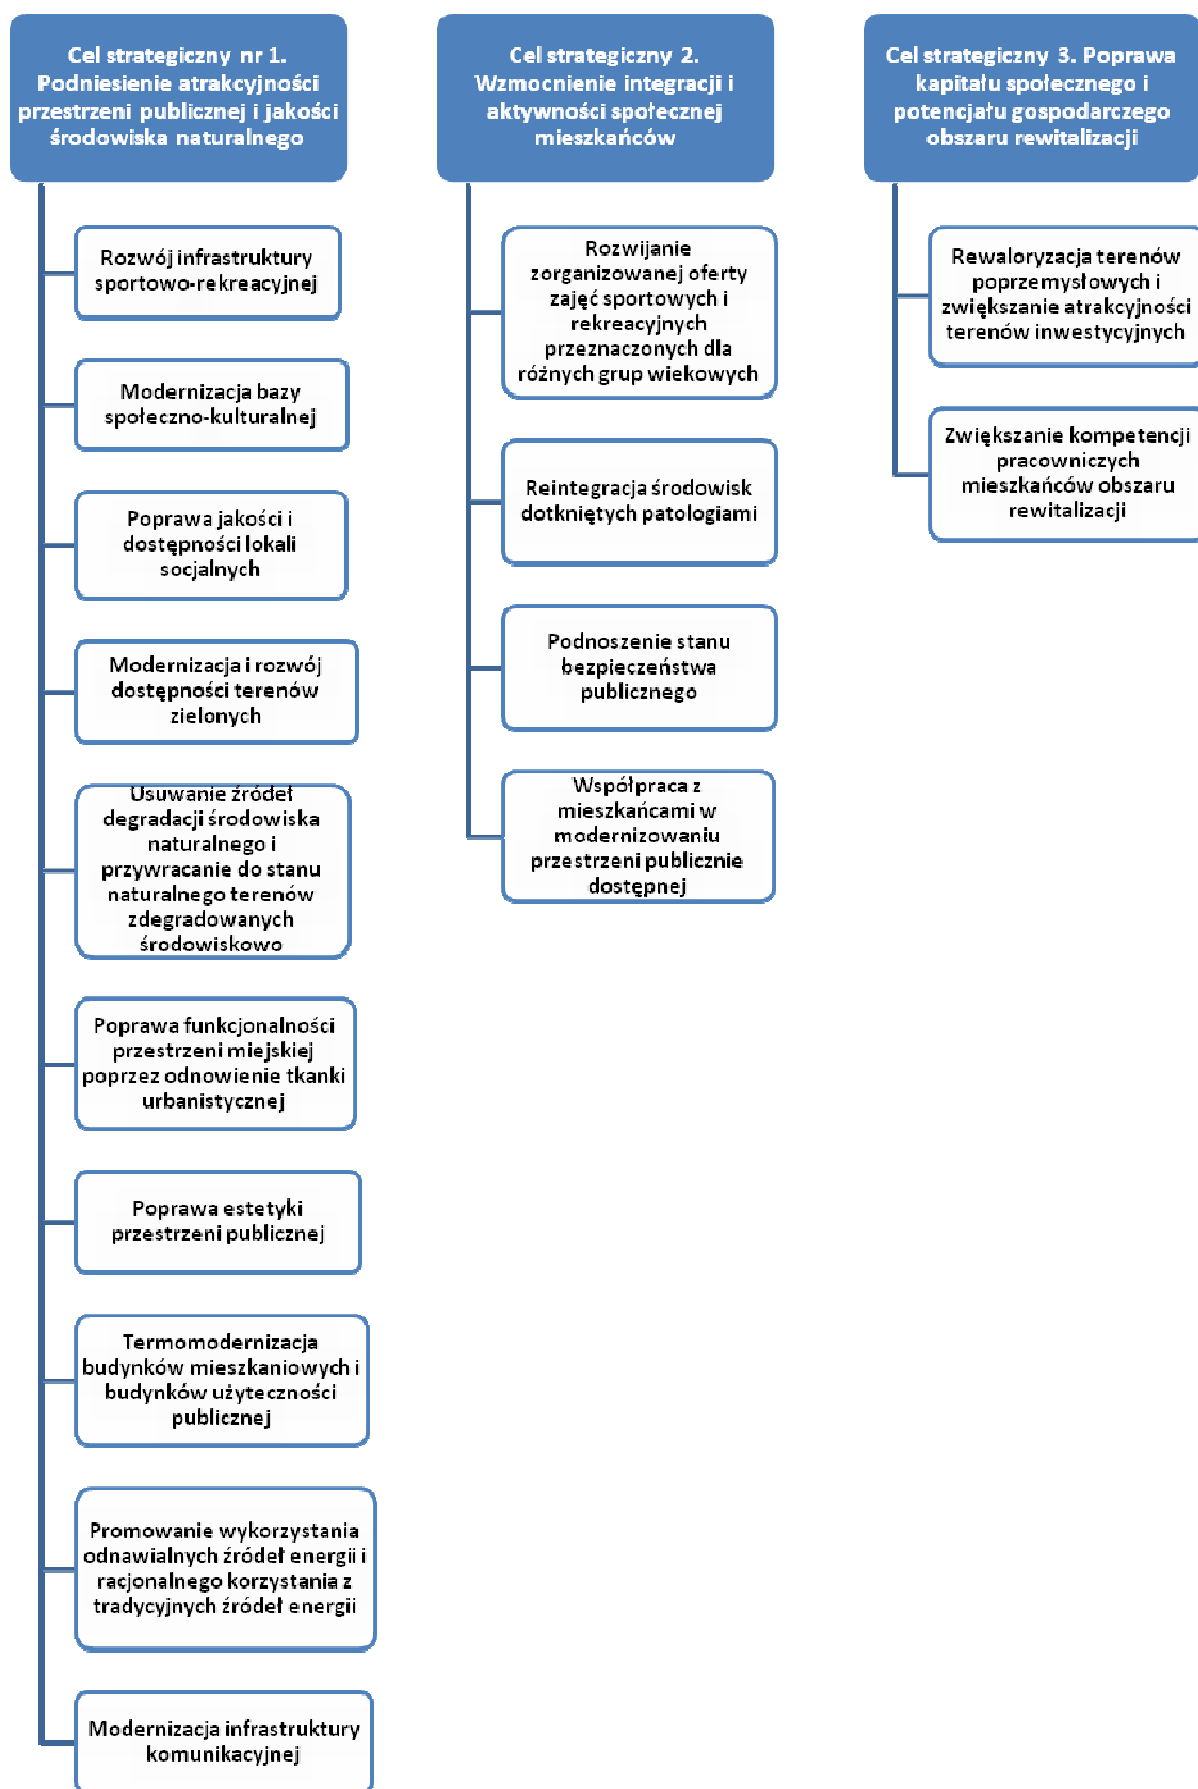 Cel strategiczny nr 1.
Podniesienie atrakcyjności
przestrzeni publicznej i jakości
środowiska naturalnego
Rozwój infrastruktury
sportowo-rekreacyjnej
Modernizacja bazy
społeczno-kulturalnej
Poprawa jakości i
dostępności lokali
socjalnych
Modernizacja i rozwój
dostępności terenów
zielonych
Usuwanie źródeł
degradacji środowiska
naturalnego i
przywracanie do stanu
naturalnego terenów
zdegradowanych
środowiskowo
Poprawa funkcjonalności
przestrzeni miejskiej
poprzez odnowienie tkanki
urbanistycznej
Poprawa estetyki
przestrzeni publicznej
Termomodernizacja
budynków mieszkaniowych i
budynków użyteczności
publicznej
Promowanie wykorzystania
odnawialnych źródeł energii i
racjonalnego korzystania z
tradycyjnych źródeł energii
Modernizacja infrastruktury
komunikacyjnej
Cel strategiczny 2.
Wzmocnienie integracji i
aktywności społecznej
mieszkańców
Rozwijanie
zorganizowanej oferty
zajęć sportowych i
rekreacyjnych
przeznaczonych dla
różnych grup wiekowych
Reintegracja środowisk
dotkniętych patologiami
Podnoszenie stanu
bezpieczeństwa
publicznego
Współpraca z
mieszkańcami w
modernizowaniu
przestrzeni publicznie
dostępnej
Cel strategiczny 3. Poprawa
kapitału społecznego i
potencjału gospodarczego
obszaru rewitalizacji
Rewaloryzacja terenów
poprzemysłowych i
zwiększanie atrakcyjności
terenów inwestycyjnych
Zwiększanie kompetencji
pracowniczych
mieszkańców obszaru
rewitalizacji